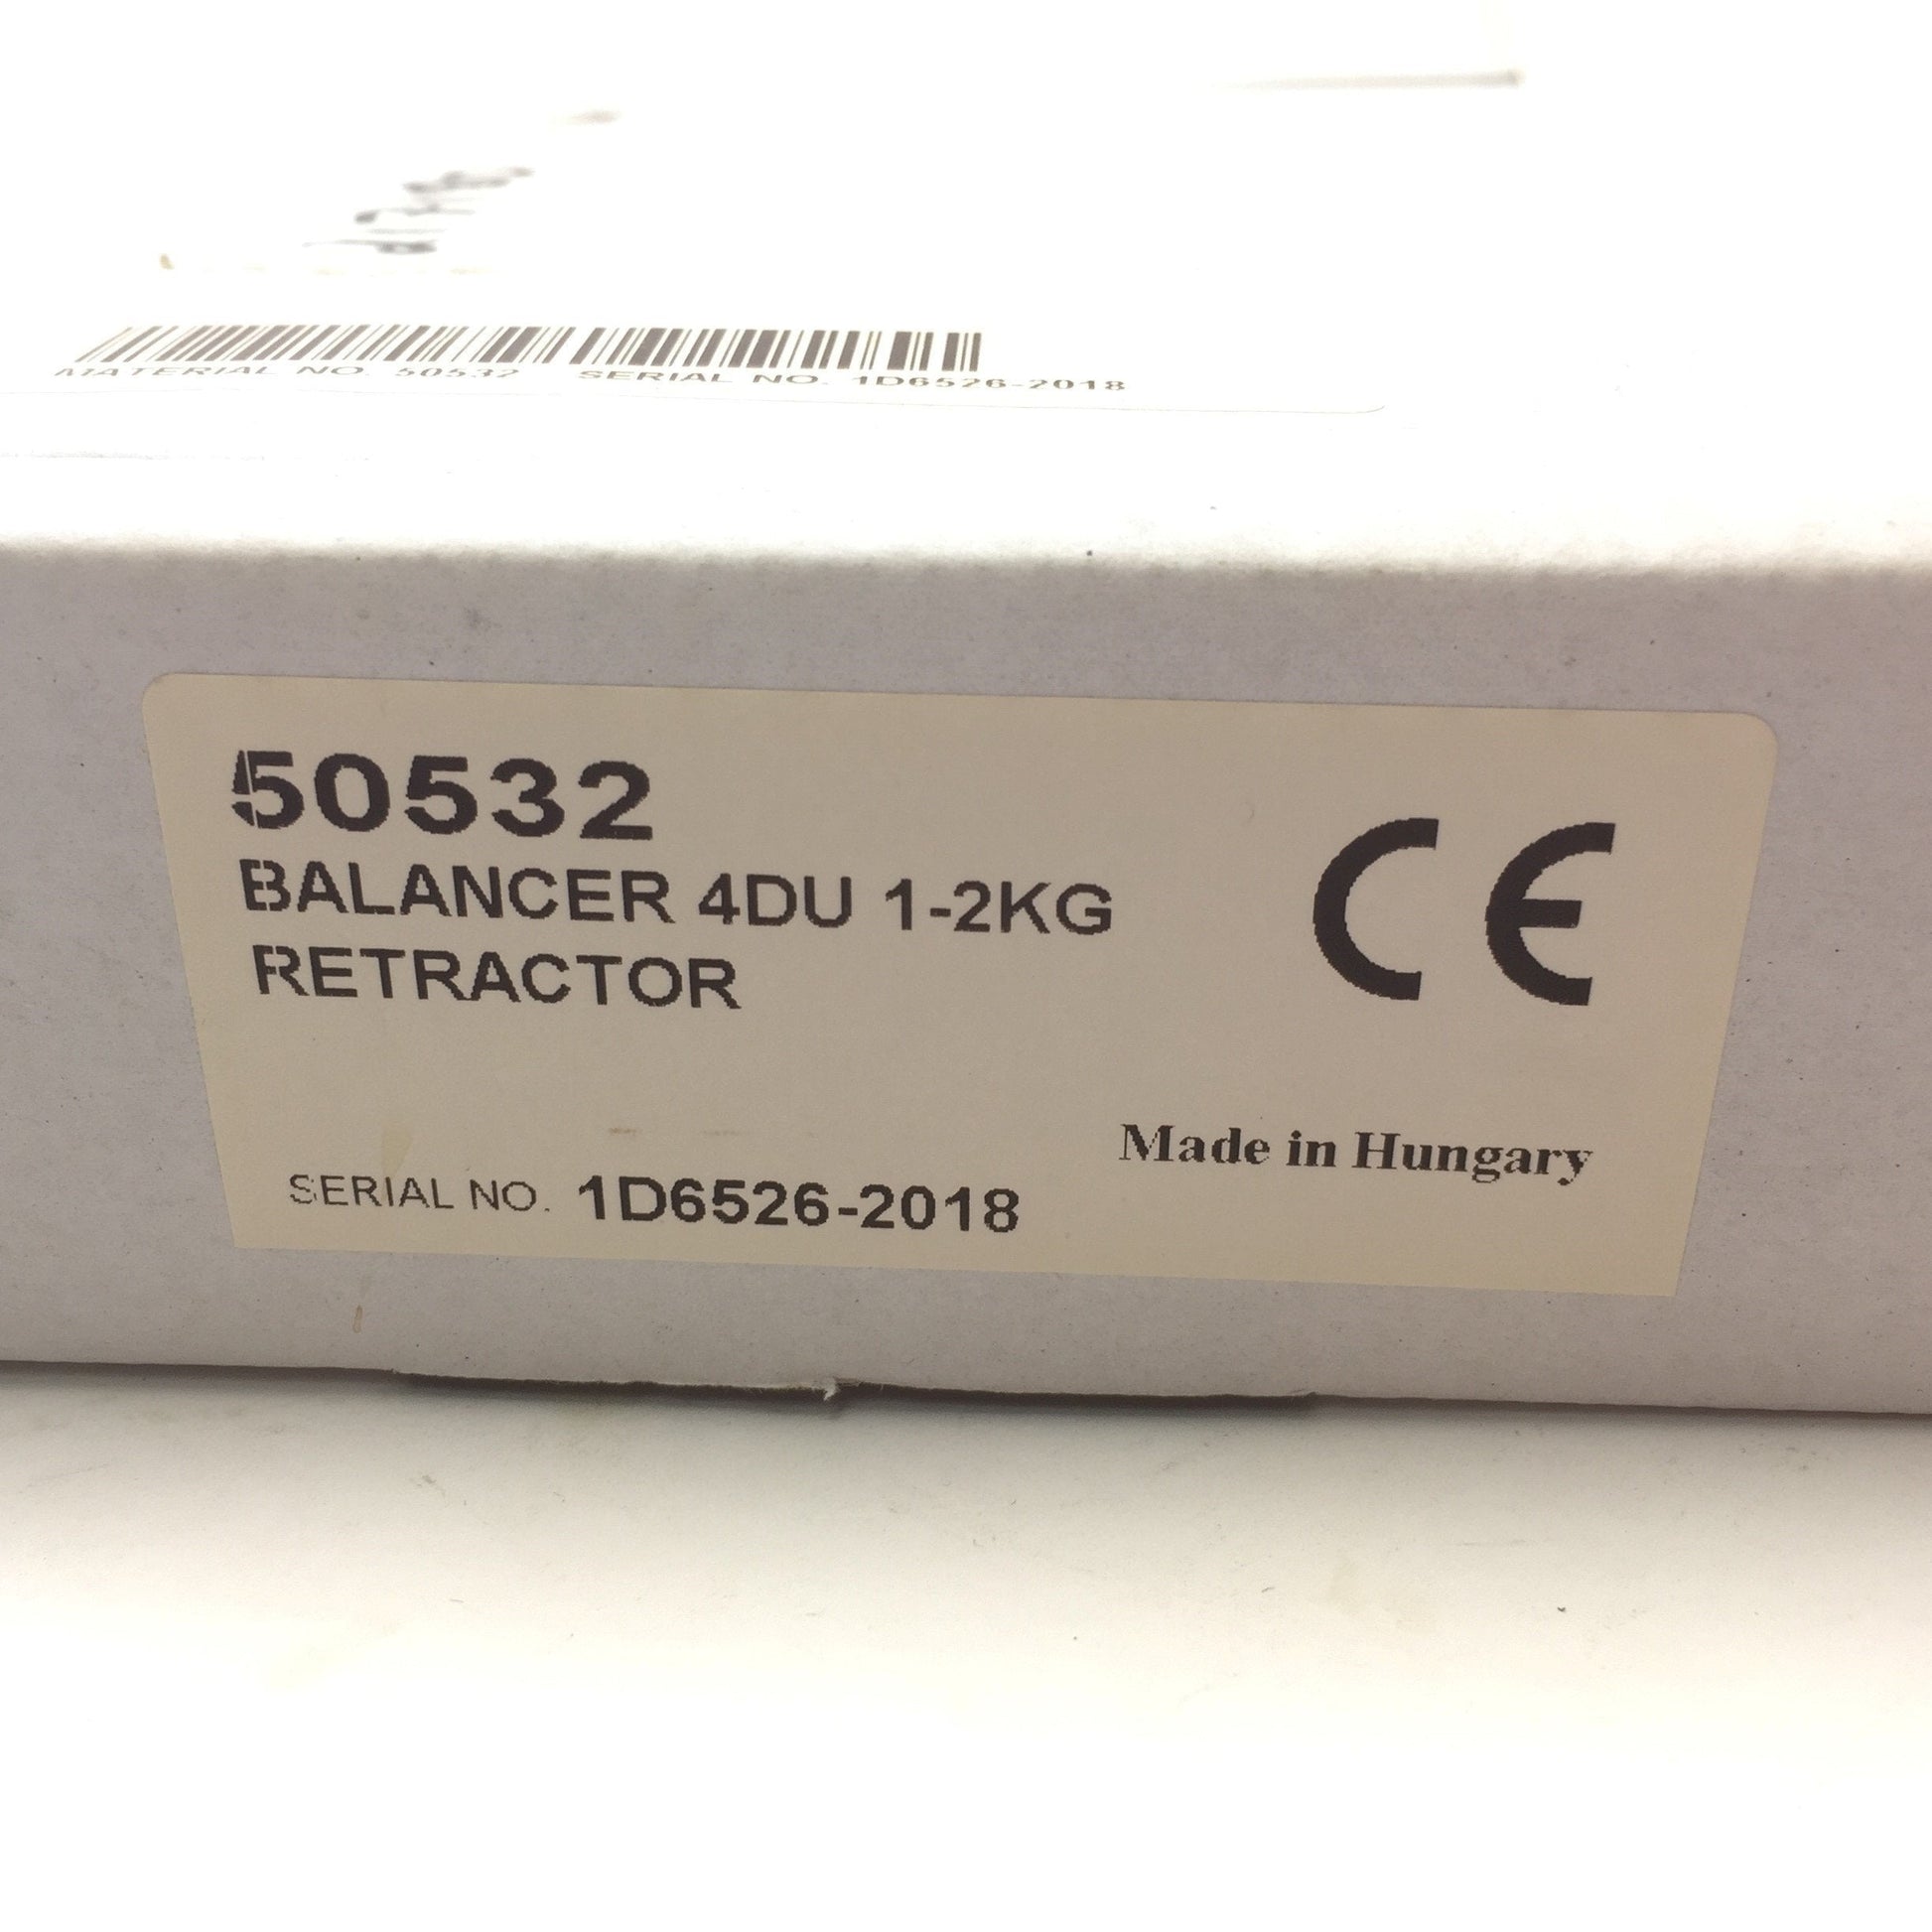 MATERIAL NO. 50532 SERIAL NO. 1D6526-2018
50532
BALANCER 4DU 1-2KG
RETRACTOR
CE
Made in Hungary
SERIAL NO. 1D6526-2018